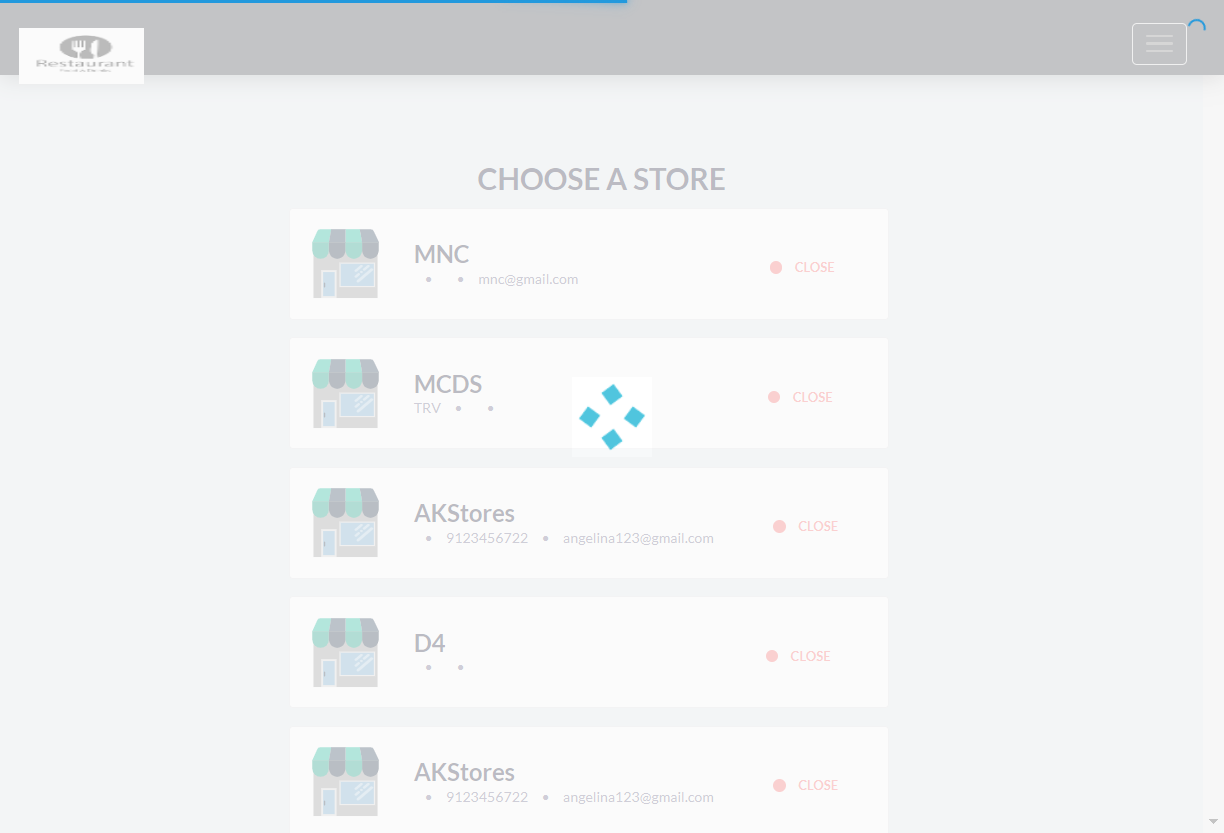 Restaurant
CHOOSE A STORE
MNC
• • mnc@gmail.com
CLOSE
MCDS
TRV • •
CLOSE
AKStores
• 9123456722 • angelina123@gmail.com
CLOSE
D4
• •
CLOSE
AKStores
• 9123456722 • angelina123@gmail.com
CLOSE